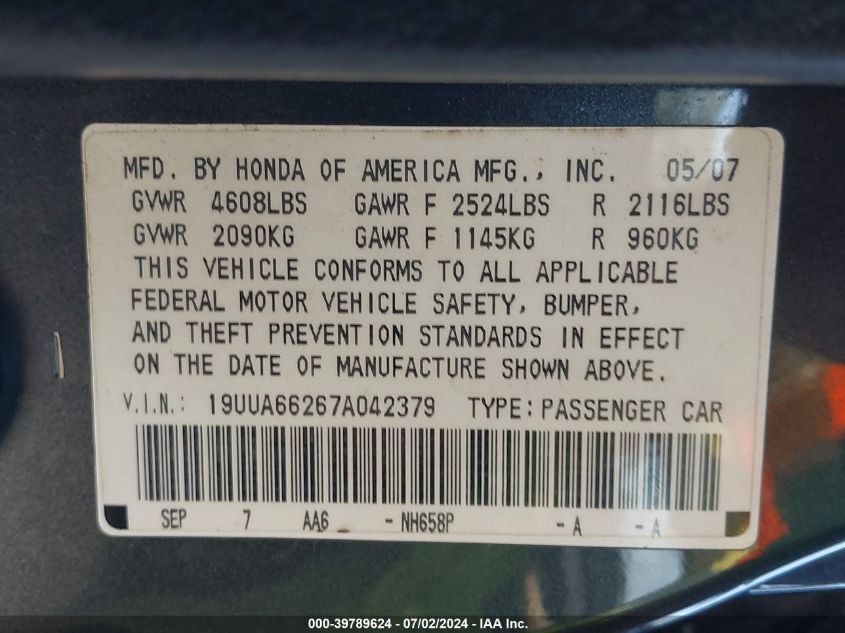 MFD. BY HONDA OF AMERICA MFG., INC. 05/07
GVWR 4608LBS GAWR F 2524LBS R 2116LBS
GVWR 2090KG GAWR F 1145KG R 960KG
THIS VEHICLE CONFORMS TO ALL APPLICABLE
FEDERAL MOTOR VEHICLE SAFETY, BUMPER,
AND THEFT PREVENTION STANDARDS IN EFFECT
ON THE DATE OF MANUFACTURE SHOWN ABOVE.
V.I.N.: 19UUA66267A042379 TYPE: PASSENGER CAR
SEP 7 AA6 -NH658P -A -A
000-39789624 - 07/02/2024 - IAA Inc.